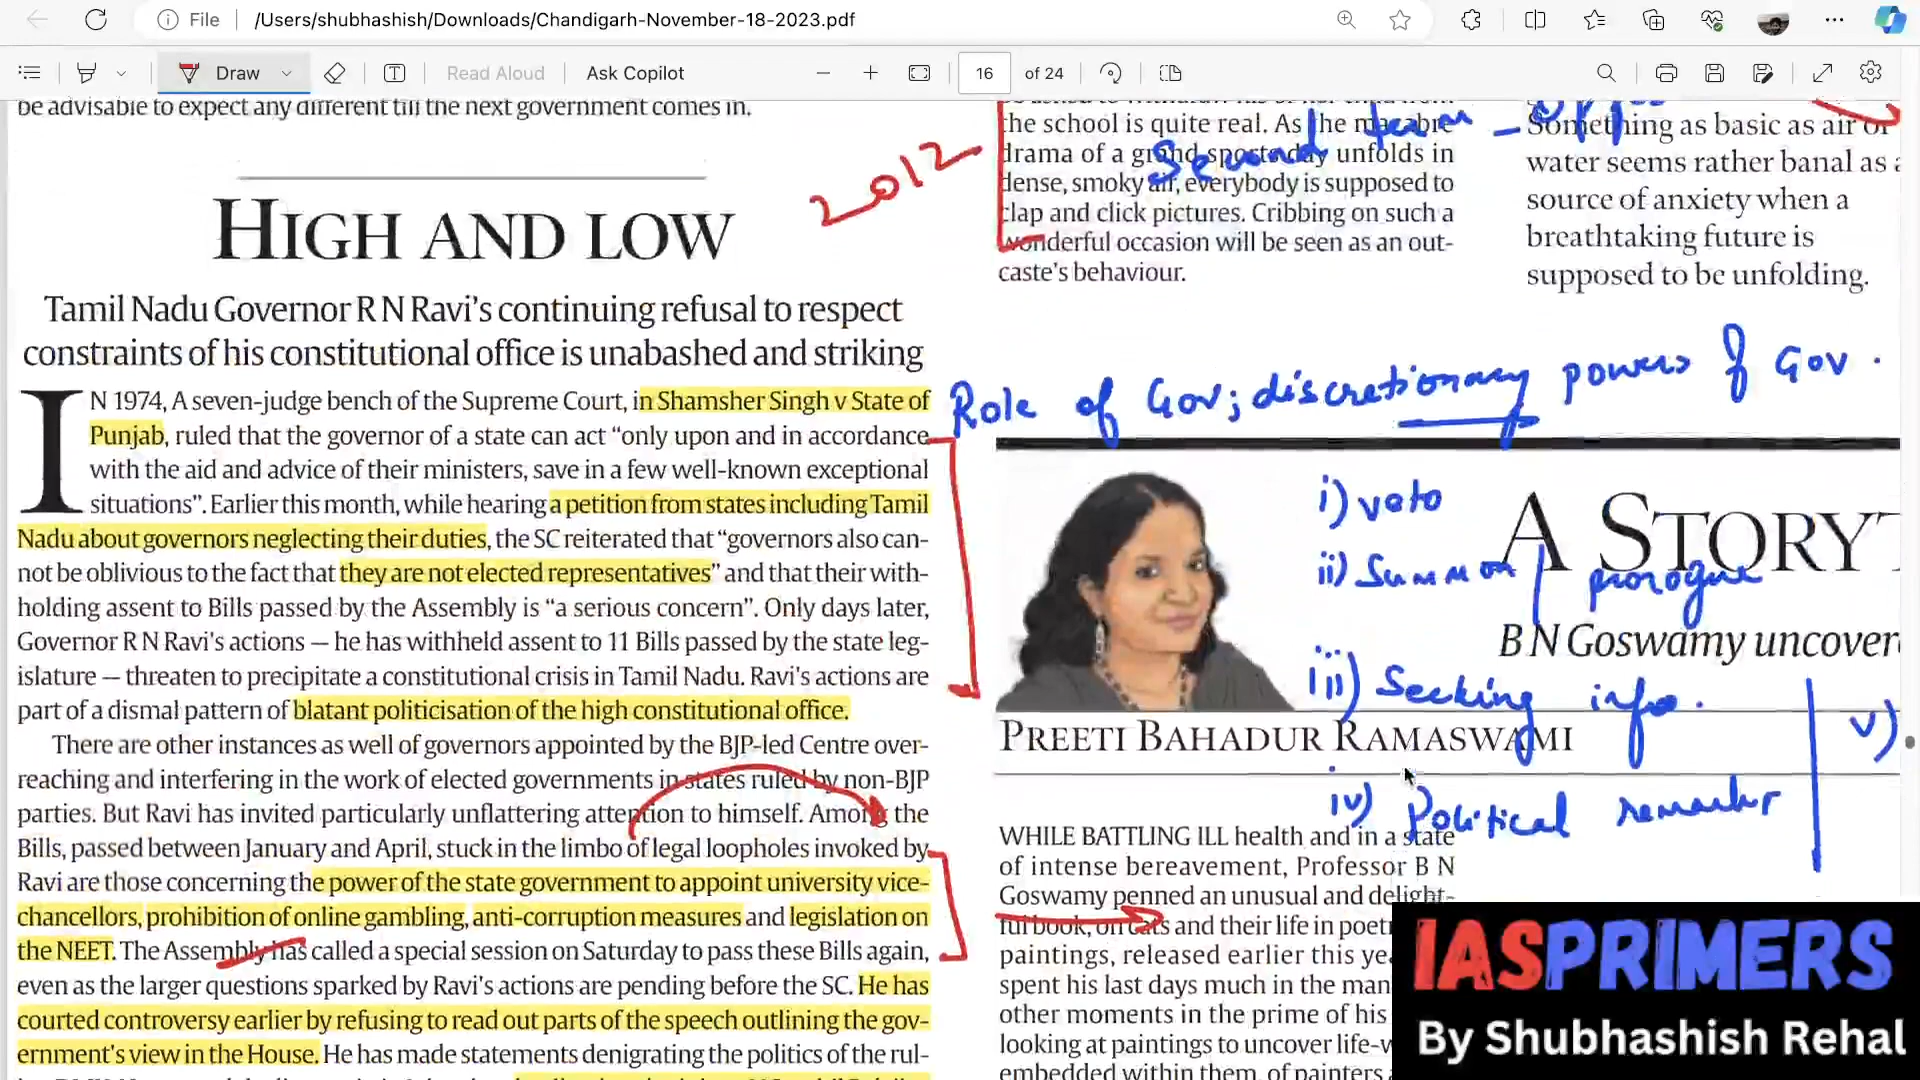 File
/Users/shubhashish/Downloads/Chandigarh-November-18-2023.pdf
Draw
Read Aloud
Ask Copilot
16
of 24
be advisable to expect any different till the next government comes in.
HIGH AND LOW
Tamil Nadu Governor R N Ravi's continuing refusal to respect
constraints of his constitutional office is unabashed and striking
IN 1974, A seven-judge bench of the Supreme Court, in Shamsher Singh v State of
Punjab, ruled that the governor of a state can act "only upon and in accordance
with the aid and advice of their ministers, save in a few well-known exceptional
situations". Earlier this month, while hearing a petition from states including Tamil
Nadu about governors neglecting their duties, the SC reiterated that "governors also can-
not be oblivious to the fact that they are not elected representatives" and that their with-
holding assent to Bills passed by the Assembly is "a serious concern". Only days later,
Governor R N Ravi's actions — he has withheld assent to 11 Bills passed by the state leg-
islature — threaten to precipitate a constitutional crisis in Tamil Nadu. Ravi's actions are
part of a dismal pattern of blatant politicisation of the high constitutional office.
There are other instances as well of governors appointed by the BJP-led Centre over-
reaching and interfering in the work of elected governments in states ruled by non-BJP
parties. But Ravi has invited particularly unflattering attention to himself. Among the
Bills, passed between January and April, stuck in the limbo of legal loopholes invoked by
Ravi are those concerning the power of the state government to appoint university vice-
chancellors, prohibition of online gambling, anti-corruption measures and legislation on
the NEET. The Assembly has called a special session on Saturday to pass these Bills again,
even as the larger questions sparked by Ravi's actions are pending before the SC. He has
courted controversy earlier by refusing to read out parts of the speech outlining the gov-
ernment's view in the House. He has made statements denigrating the politics of the rul-
2012
the school is quite real. As the macabre
drama of a grand sports day unfolds in
dense, smoky air, everybody is supposed to
clap and click pictures. Cribbing on such a
wonderful occasion will be seen as an out-
caste's behaviour.
Second term -
Something as basic as air or
water seems rather banal as a
source of anxiety when a
breathtaking future is
supposed to be unfolding.
Role of Gov; discretionary powers of Gov.
i) veto
ii) Summon / prorogue
iii) Seeking info.
iv) Political remarks
v)
A STORYT
B N Goswamy uncover
PREETI BAHADUR RAMASWAMI
WHILE BATTLING ILL health and in a state
of intense bereavement, Professor B N
Goswamy penned an unusual and delight-
ful book, on cats and their life in poet
paintings, released earlier this ye
spent his last days much in the man
other moments in the prime of his
looking at paintings to uncover life-w
embedded within them, of painters
IASPRIMERS
By Shubhashish Rehal